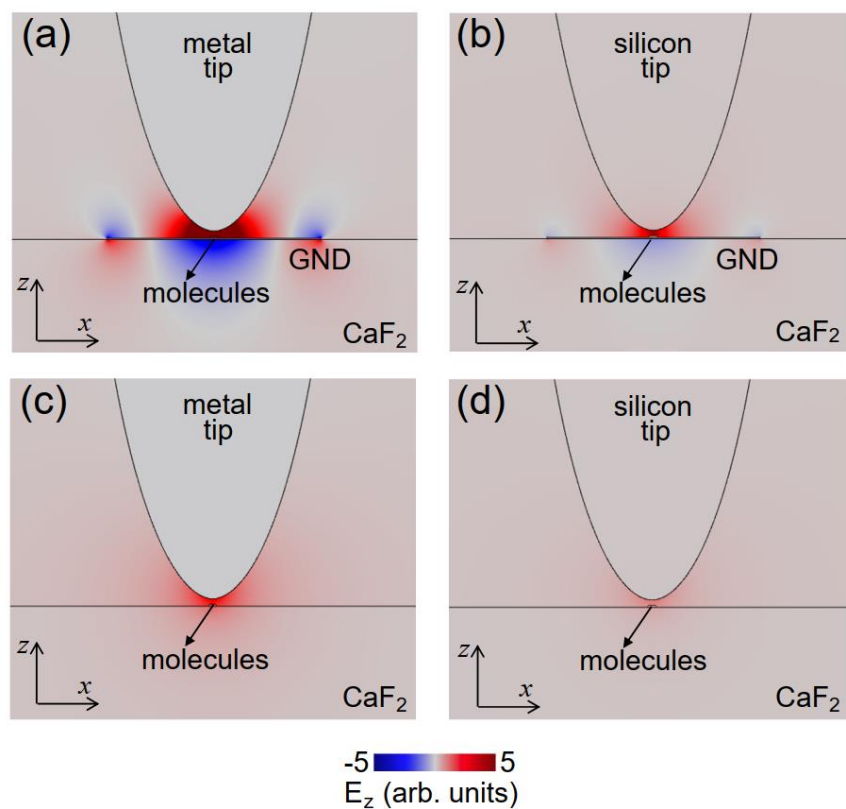 (a)
metal
tip
GND
molecules
z
x
CaF₂
(b)
silicon
tip
GND
molecules
z
x
CaF₂
(c)
metal
tip
molecules
z
x
CaF₂
(d)
silicon
tip
molecules
z
x
CaF₂
-5 5
E_z (arb. units)